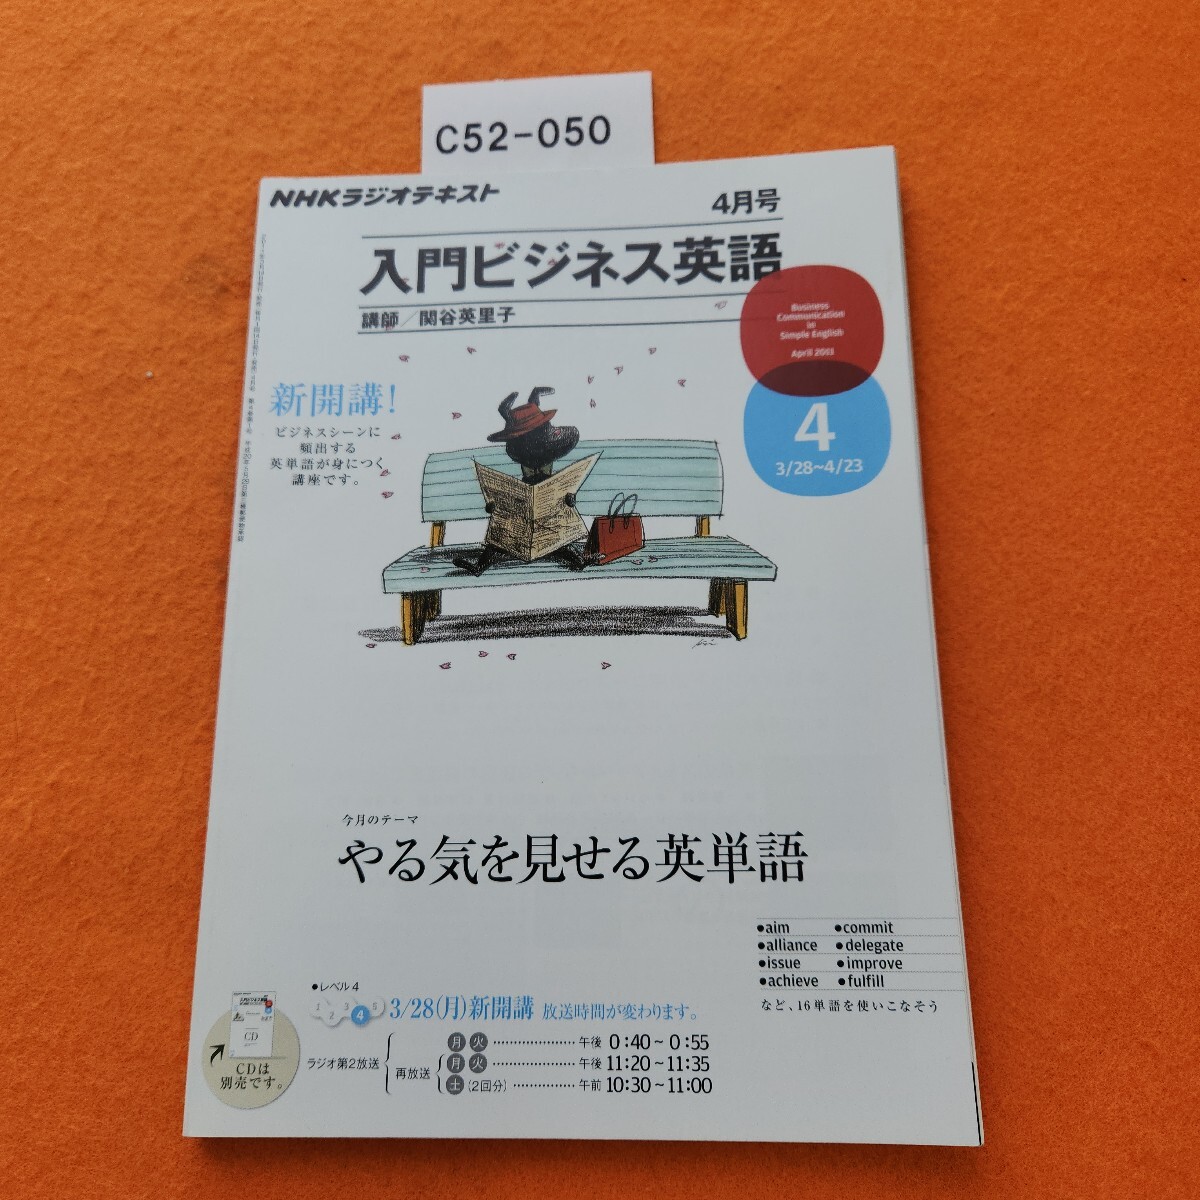 C52-050
NHKラジオテキスト
4月号
入門ビジネス英語
講師／関谷英里子
Business
Communication
in
Simple English
April 2011
4
3/28~4/23
新開講!
ビジネスシーンに
頻出する
英単語が身につく
講座です。
今月のテーマ
やる気を見せる英単語
•aim •commit
•alliance •delegate
•issue •improve
•achieve •fulfill
など、16単語を使いこなそう
•レベル4
1 2 3 4 5
3/28(月)新開講 放送時間が変わります。
ラジオ第2放送
月 火 午後 0:40~0:55
再放送
月 火 午後 11:20~11:35
土 (2回分) 午前 10:30~11:00
CD
CDは
別売です。